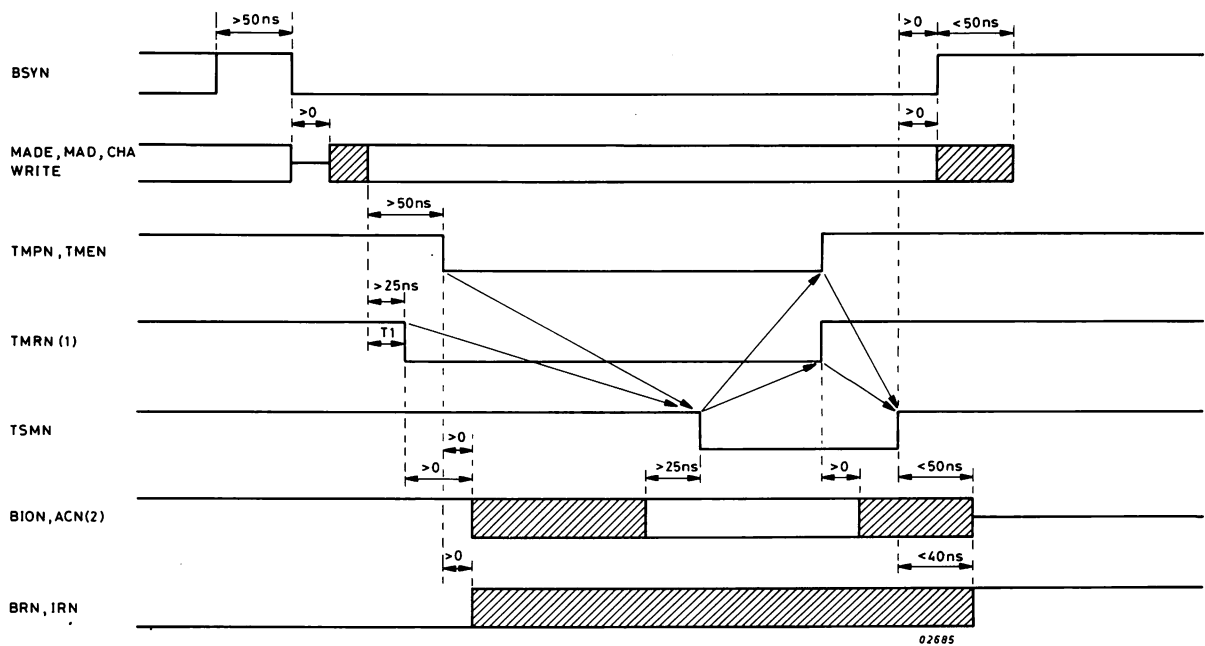 >50ns
>0
<50ns
BSYN
>0
>0
MADE, MAD, CHA
WRITE
>50ns
TMPN, TMEN
>25ns
TMRN (1)
T1
TSMN
>0
>0
>25ns
>0
<50ns
BION, ACN(2)
>0
<40ns
BRN, IRN
02685